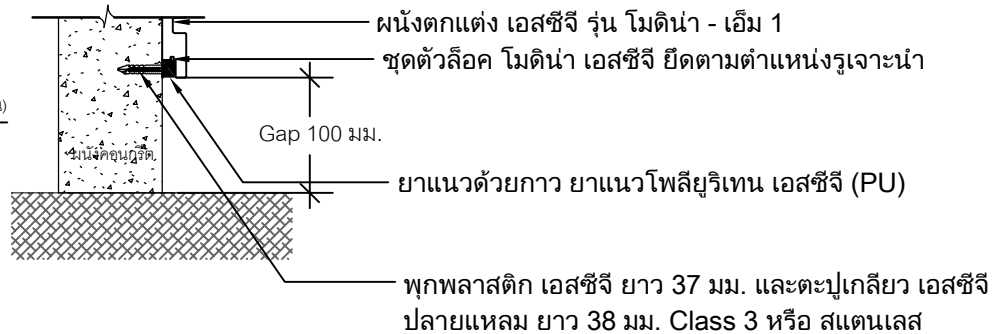 ผนังตกแต่ง เอสซีจี รุ่น โมดิน่า - เอ็ม 1
ชุดตัวล็อค โมดิน่า เอสซีจี ยึดตามตำแหน่งรูเจาะนำ
Gap 100 มม.
ผนังคอนกรีต
ยาแนวด้วยกาว ยาแนวโพลียูริเทน เอสซีจี (PU)
พุกพลาสติก เอสซีจี ยาว 37 มม. และตะปูเกลียว เอสซีจี
ปลายแหลม ยาว 38 มม. Class 3 หรือ สแตนเลส